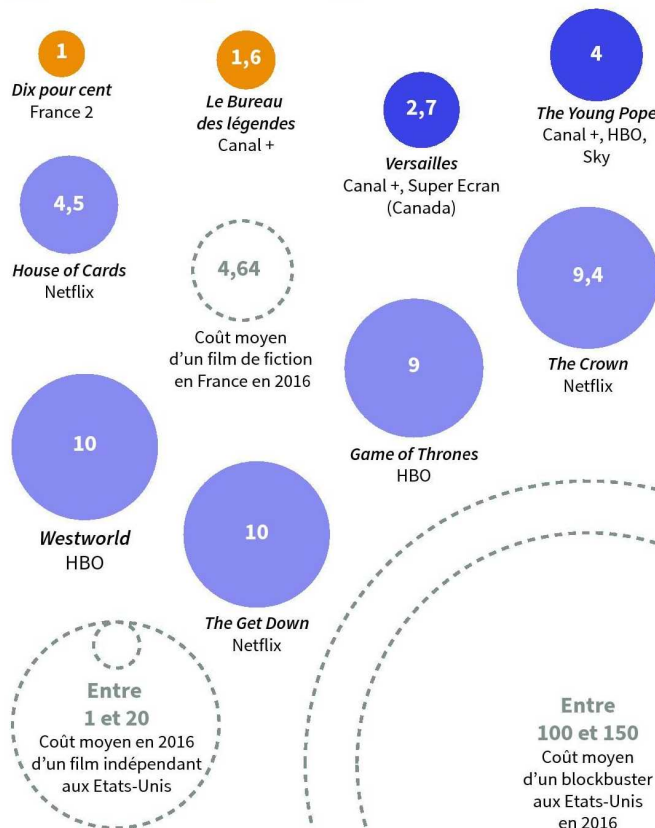 1
Dix pour cent
France 2
1,6
Le Bureau
des légendes
Canal +
2,7
Versailles
Canal +, Super Ecran
(Canada)
4
The Young Pope
Canal +, HBO,
Sky
4,5
House of Cards
Netflix
4,64
Coût moyen
d’un film de fiction
en France en 2016
9
Game of Thrones
HBO
9,4
The Crown
Netflix
10
Westworld
HBO
10
The Get Down
Netflix
Entre
1 et 20
Coût moyen en 2016
d’un film indépendant
aux Etats-Unis
Entre
100 et 150
Coût moyen
d’un blockbuster
aux Etats-Unis
en 2016